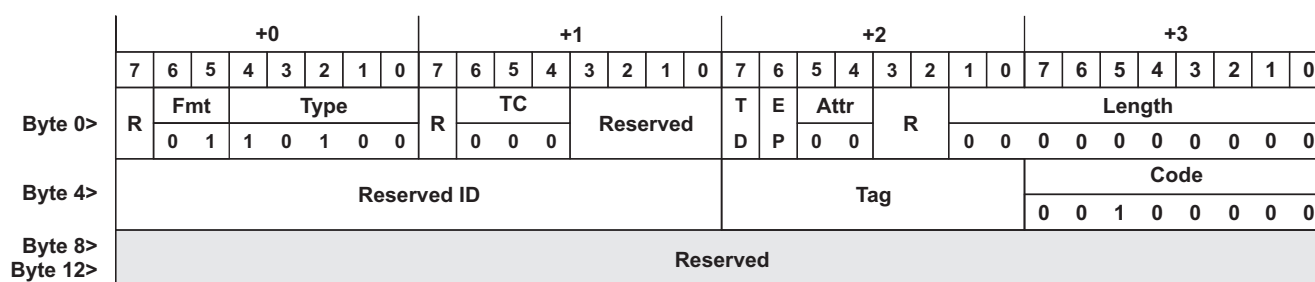 +0 +1 +2 +3
7 6 5 4 3 2 1 0 7 6 5 4 3 2 1 0 7 6 5 4 3 2 1 0 7 6 5 4 3 2 1 0
Byte 0> R Fmt Type R TC Reserved T D E P Attr R Length
0 1 1 0 1 0 0 0 0 0 0 0 0 0 0 0 0 0 0 0 0 0
Byte 4> Reserved ID Tag Code
0 0 1 0 0 0 0 0
Byte 8>
Byte 12> Reserved